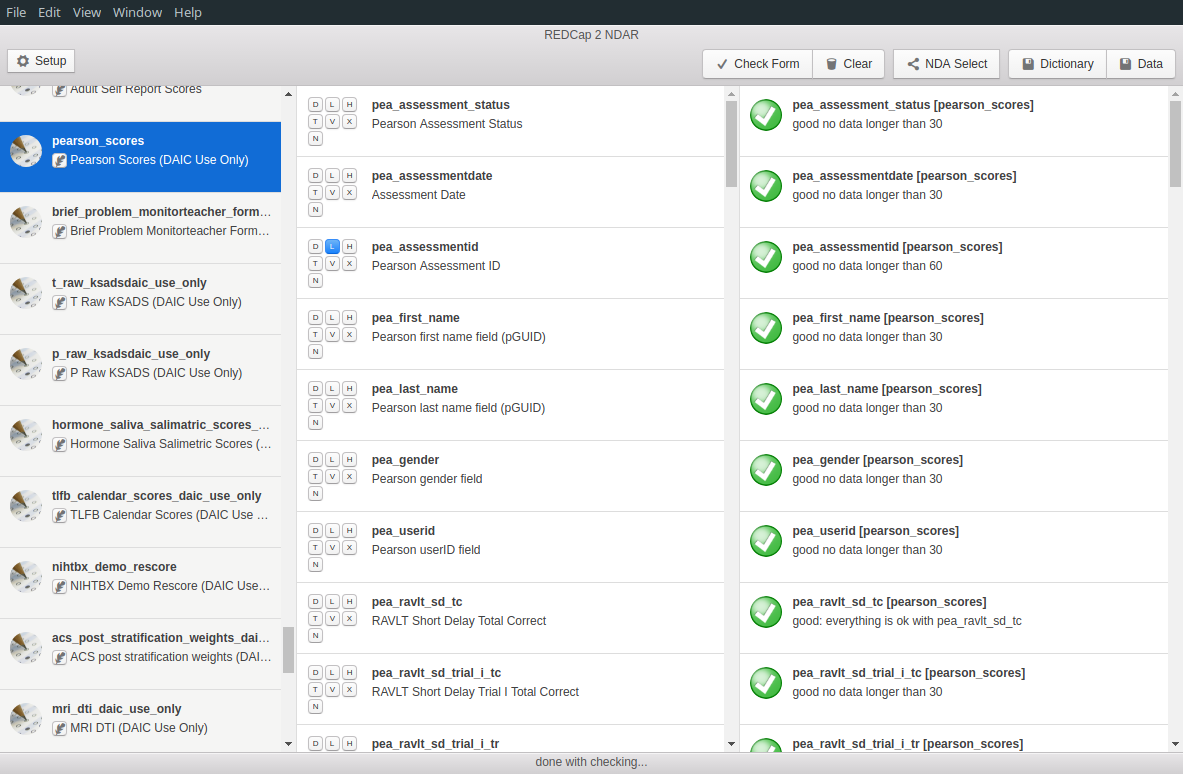 File Edit View Window Help
REDCap 2 NDAR
Setup
Check Form
Clear
NDA Select
Dictionary
Data
Adult Self Report Scores
pearson_scores
Pearson Scores (DAIC Use Only)
brief_problem_monitorteacher_form…
Brief Problem Monitorteacher Form…
t_raw_ksadsdaic_use_only
T Raw KSADS (DAIC Use Only)
p_raw_ksadsdaic_use_only
P Raw KSADS (DAIC Use Only)
hormone_saliva_salimatric_scores_…
Hormone Saliva Salimetric Scores (…
tlfb_calendar_scores_daic_use_only
TLFB Calendar Scores (DAIC Use …
nihtbx_demo_rescore
NIHTBX Demo Rescore (DAIC Use…
acs_post_stratification_weights_dai…
ACS post stratification weights (DAI…
mri_dti_daic_use_only
MRI DTI (DAIC Use Only)
D L H
T V X
N
pea_assessment_status
Pearson Assessment Status
D L H
T V X
N
pea_assessmentdate
Assessment Date
D L H
T V X
N
pea_assessmentid
Pearson Assessment ID
D L H
T V X
N
pea_first_name
Pearson first name field (pGUID)
D L H
T V X
N
pea_last_name
Pearson last name field (pGUID)
D L H
T V X
N
pea_gender
Pearson gender field
D L H
T V X
N
pea_userid
Pearson userID field
D L H
T V X
N
pea_ravlt_sd_tc
RAVLT Short Delay Total Correct
D L H
T V X
N
pea_ravlt_sd_trial_i_tc
RAVLT Short Delay Trial I Total Correct
D L H
pea_ravlt_sd_trial_i_tr
pea_assessment_status [pearson_scores]
good no data longer than 30
pea_assessmentdate [pearson_scores]
good no data longer than 30
pea_assessmentid [pearson_scores]
good no data longer than 60
pea_first_name [pearson_scores]
good no data longer than 30
pea_last_name [pearson_scores]
good no data longer than 30
pea_gender [pearson_scores]
good no data longer than 30
pea_userid [pearson_scores]
good no data longer than 30
pea_ravlt_sd_tc [pearson_scores]
good: everything is ok with pea_ravlt_sd_tc
pea_ravlt_sd_trial_i_tc [pearson_scores]
good no data longer than 30
pea_ravlt_sd_trial_i_tr [pearson_scores]
done with checking...